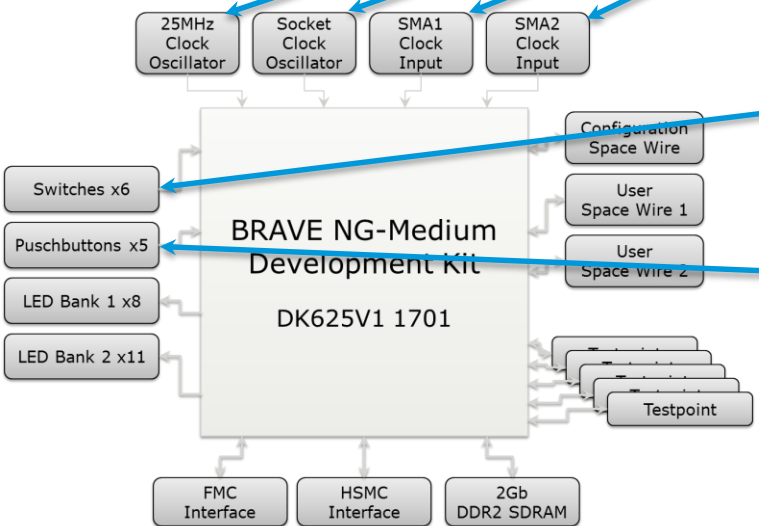 25MHz
Clock
Oscillator
Socket
Clock
Oscillator
SMA1
Clock
Input
SMA2
Clock
Input
Configuration
Space Wire
Switches x6
User
Space Wire 1
Puschbuttons x5
User
Space Wire 2
BRAVE NG-Medium
Development Kit
DK625V1 1701
LED Bank 1 x8
LED Bank 2 x11
Testpoint
FMC
Interface
HSMC
Interface
2Gb
DDR2 SDRAM